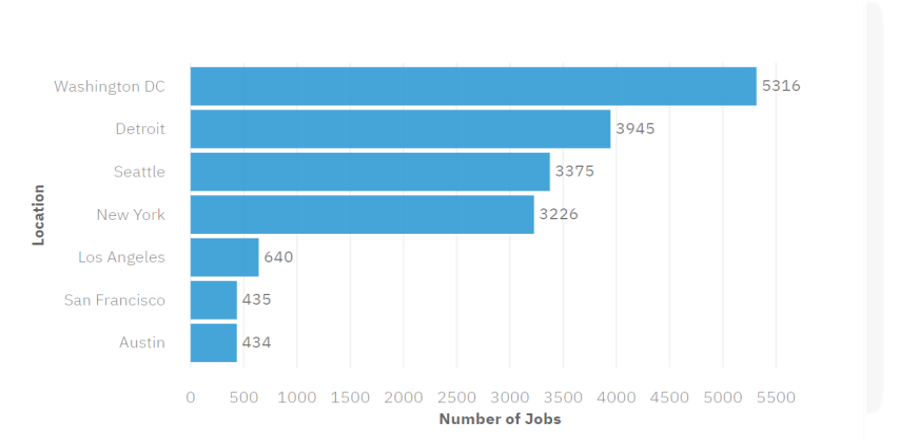 Washington DC 5316
Detroit 3945
Seattle 3375
New York 3226
Los Angeles 640
San Francisco 435
Austin 434
Location
0 500 1000 1500 2000 2500 3000 3500 4000 4500 5000 5500
Number of Jobs